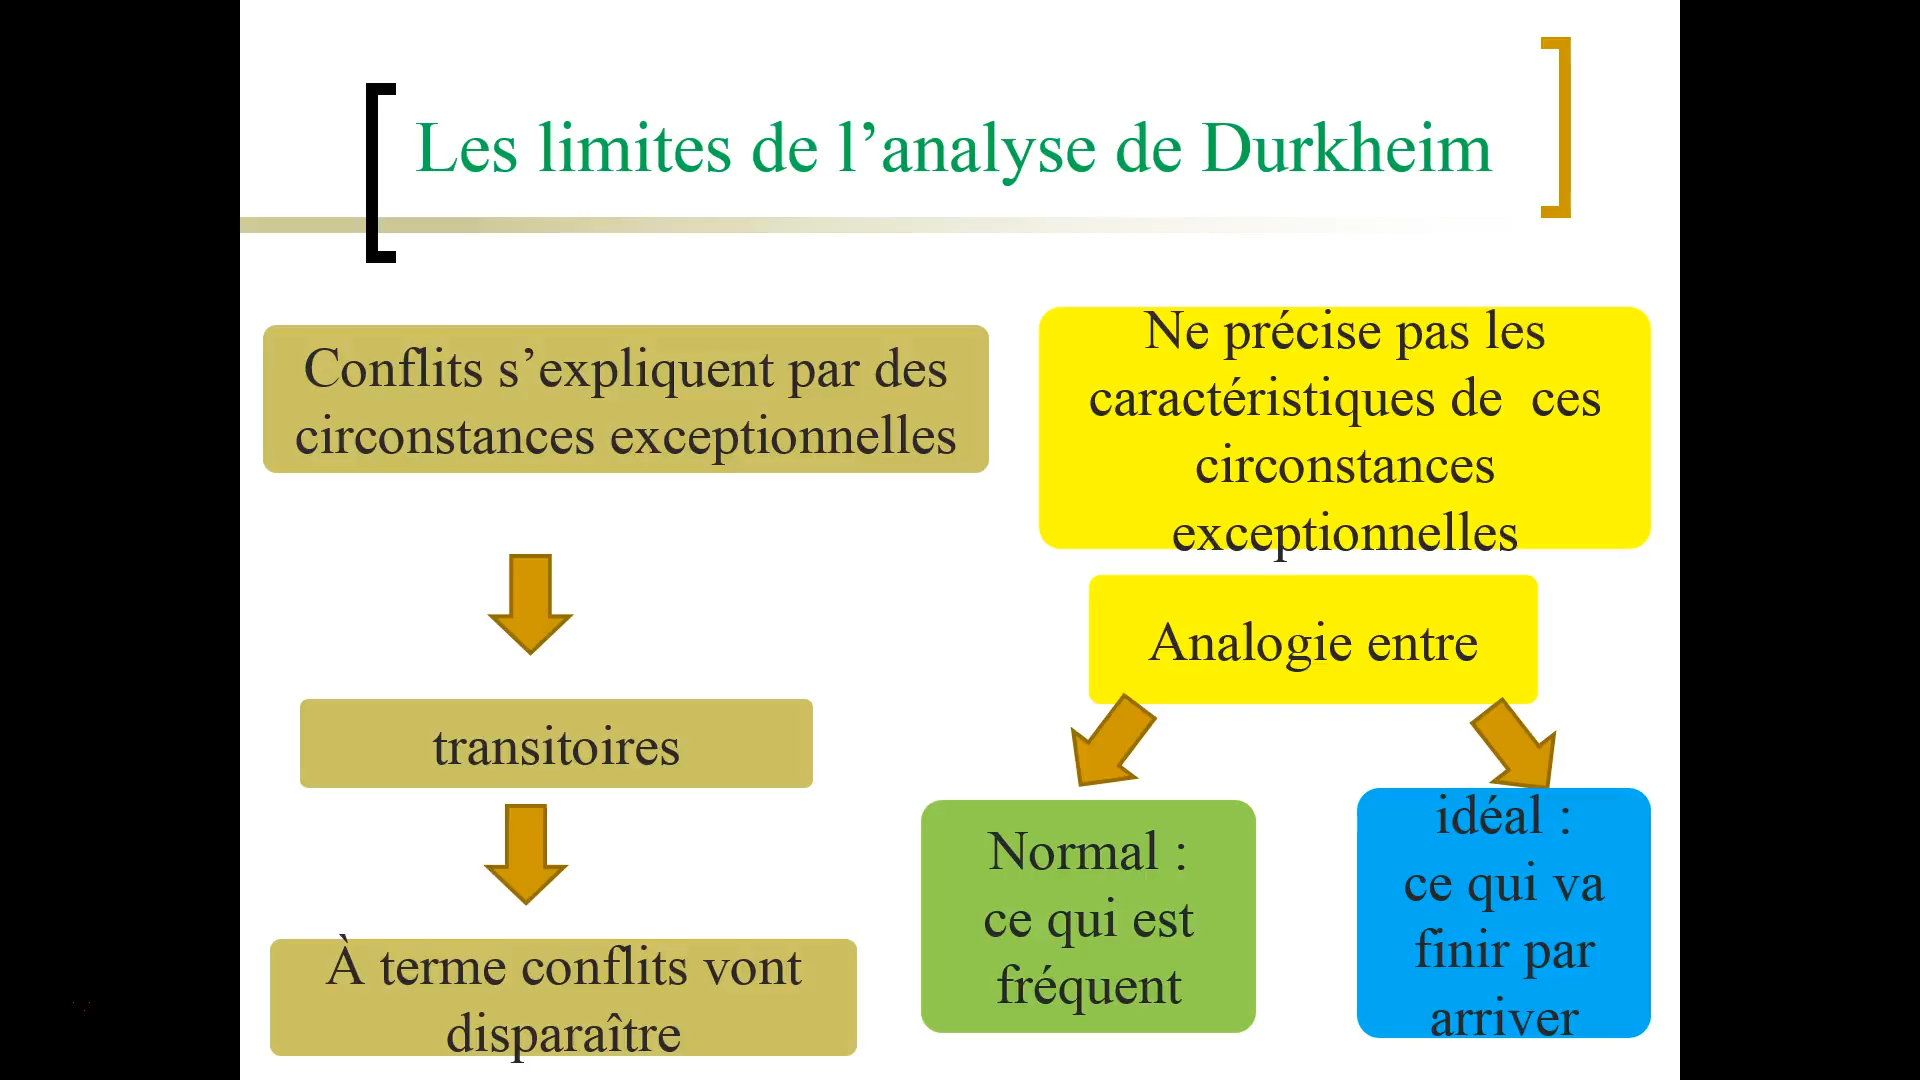 Les limites de l’analyse de Durkheim
Conflits s’expliquent par des
circonstances exceptionnelles
transitoires
À terme conflits vont
disparaître
Ne précise pas les
caractéristiques de  ces
circonstances
exceptionnelles
Analogie entre
Normal :
ce qui est
fréquent
idéal :
ce qui va
finir par
arriver